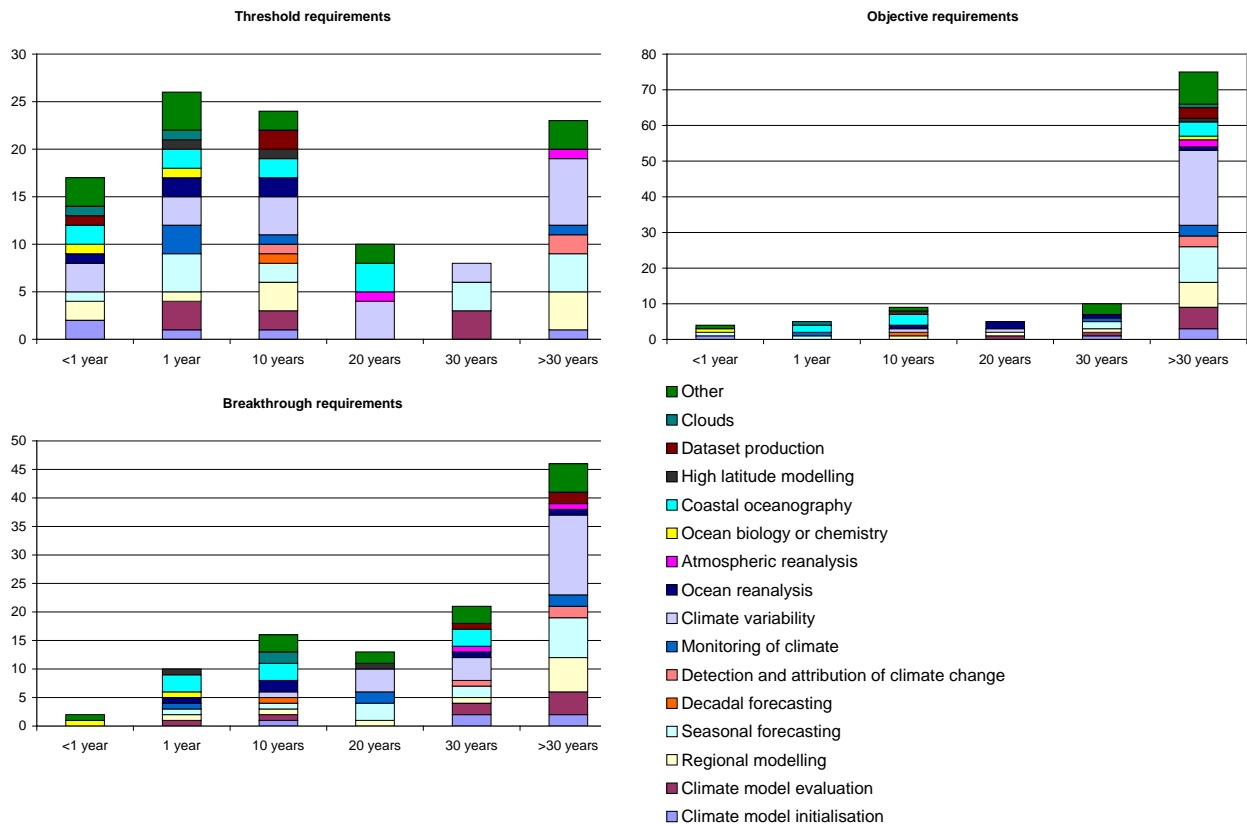 Threshold requirements
30
25
20
15
10
5
0
<1 year 1 year 10 years 20 years 30 years >30 years
Objective requirements
80
70
60
50
40
30
20
10
0
<1 year 1 year 10 years 20 years 30 years >30 years
Breakthrough requirements
50
45
40
35
30
25
20
15
10
5
0
<1 year 1 year 10 years 20 years 30 years >30 years
Other
Clouds
Dataset production
High latitude modelling
Coastal oceanography
Ocean biology or chemistry
Atmospheric reanalysis
Ocean reanalysis
Climate variability
Monitoring of climate
Detection and attribution of climate change
Decadal forecasting
Seasonal forecasting
Regional modelling
Climate model evaluation
Climate model initialisation